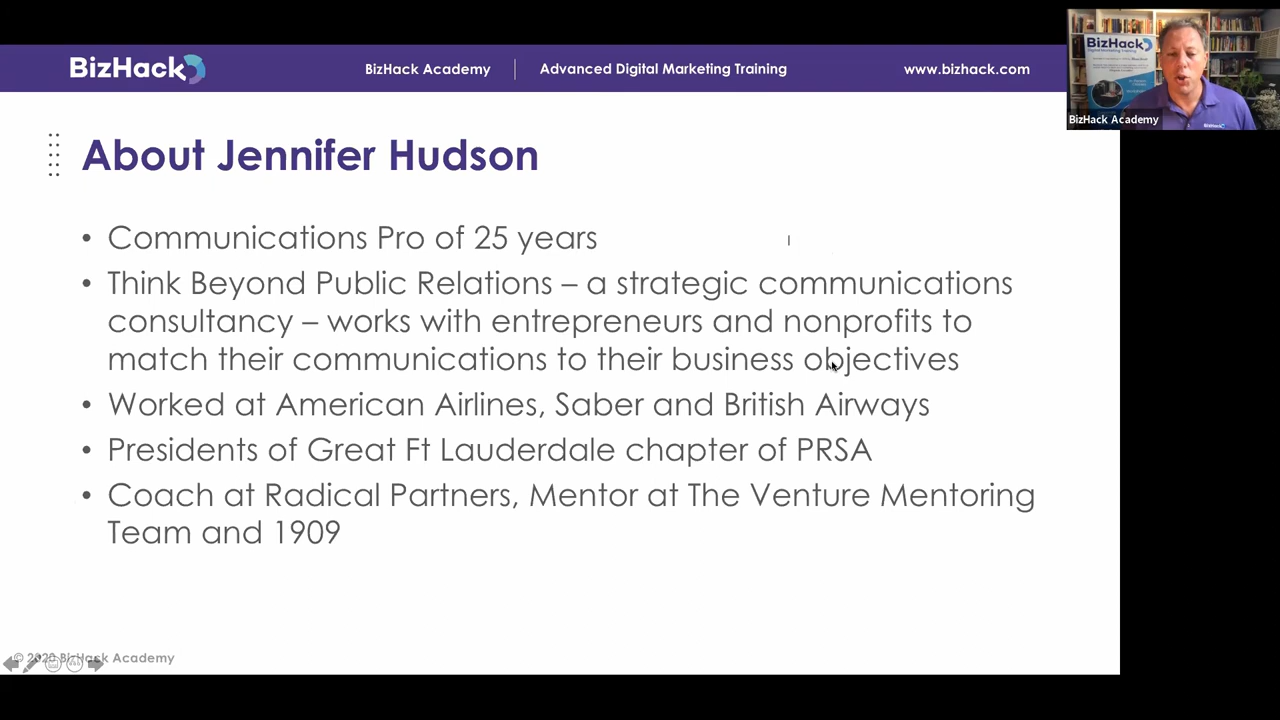 BizHack
BizHack Academy
Advanced Digital Marketing Training
www.bizhack.com
BizHack
BizHack Academy
About Jennifer Hudson
• Communications Pro of 25 years
• Think Beyond Public Relations – a strategic communications
consultancy – works with entrepreneurs and nonprofits to
match their communications to their business objectives
• Worked at American Airlines, Saber and British Airways
• Presidents of Great Ft Lauderdale chapter of PRSA
• Coach at Radical Partners, Mentor at The Venture Mentoring
Team and 1909
© 2020 BizHack Academy